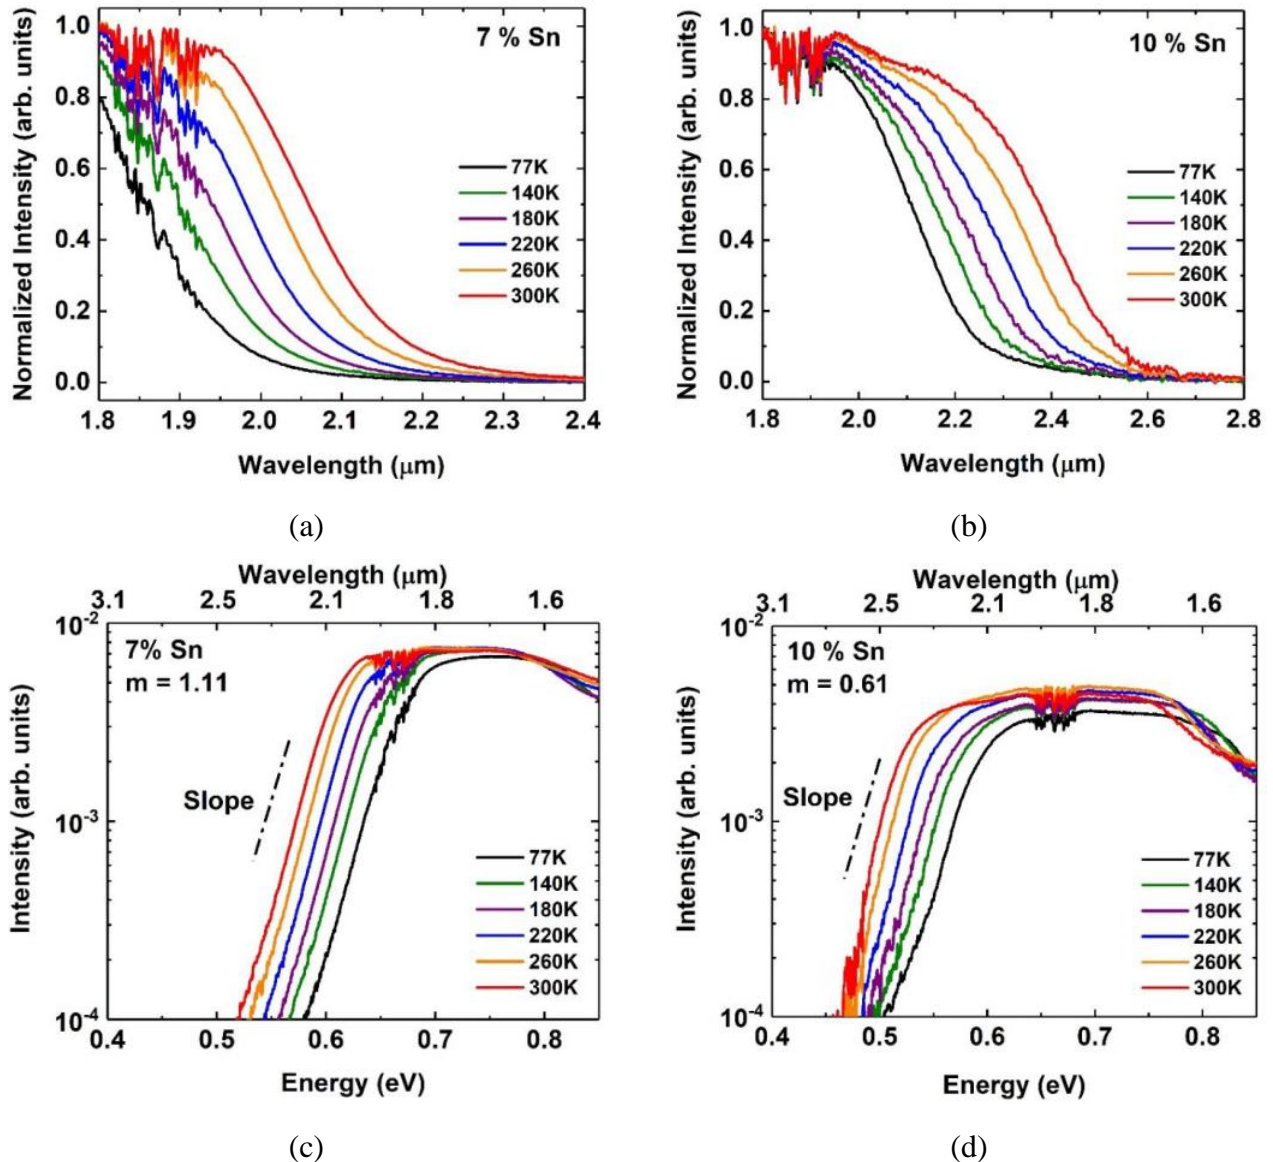 7 % Sn
Normalized Intensity (arb. units)
1.0
0.8
0.6
0.4
0.2
0.0
77K
140K
180K
220K
260K
300K
1.8 1.9 2.0 2.1 2.2 2.3 2.4
Wavelength (μm)
(a)
10 % Sn
Normalized Intensity (arb. units)
1.0
0.8
0.6
0.4
0.2
0.0
77K
140K
180K
220K
260K
300K
1.8 2.0 2.2 2.4 2.6 2.8
Wavelength (μm)
(b)
Wavelength (μm)
3.1 2.5 2.1 1.8 1.6
7% Sn
m = 1.11
Intensity (arb. units)
10-2
10-3
10-4
Slope
77K
140K
180K
220K
260K
300K
0.4 0.5 0.6 0.7 0.8
Energy (eV)
(c)
Wavelength (μm)
3.1 2.5 2.1 1.8 1.6
10 % Sn
m = 0.61
Intensity (arb. units)
10-2
10-3
10-4
Slope
77K
140K
180K
220K
260K
300K
0.4 0.5 0.6 0.7 0.8
Energy (eV)
(d)